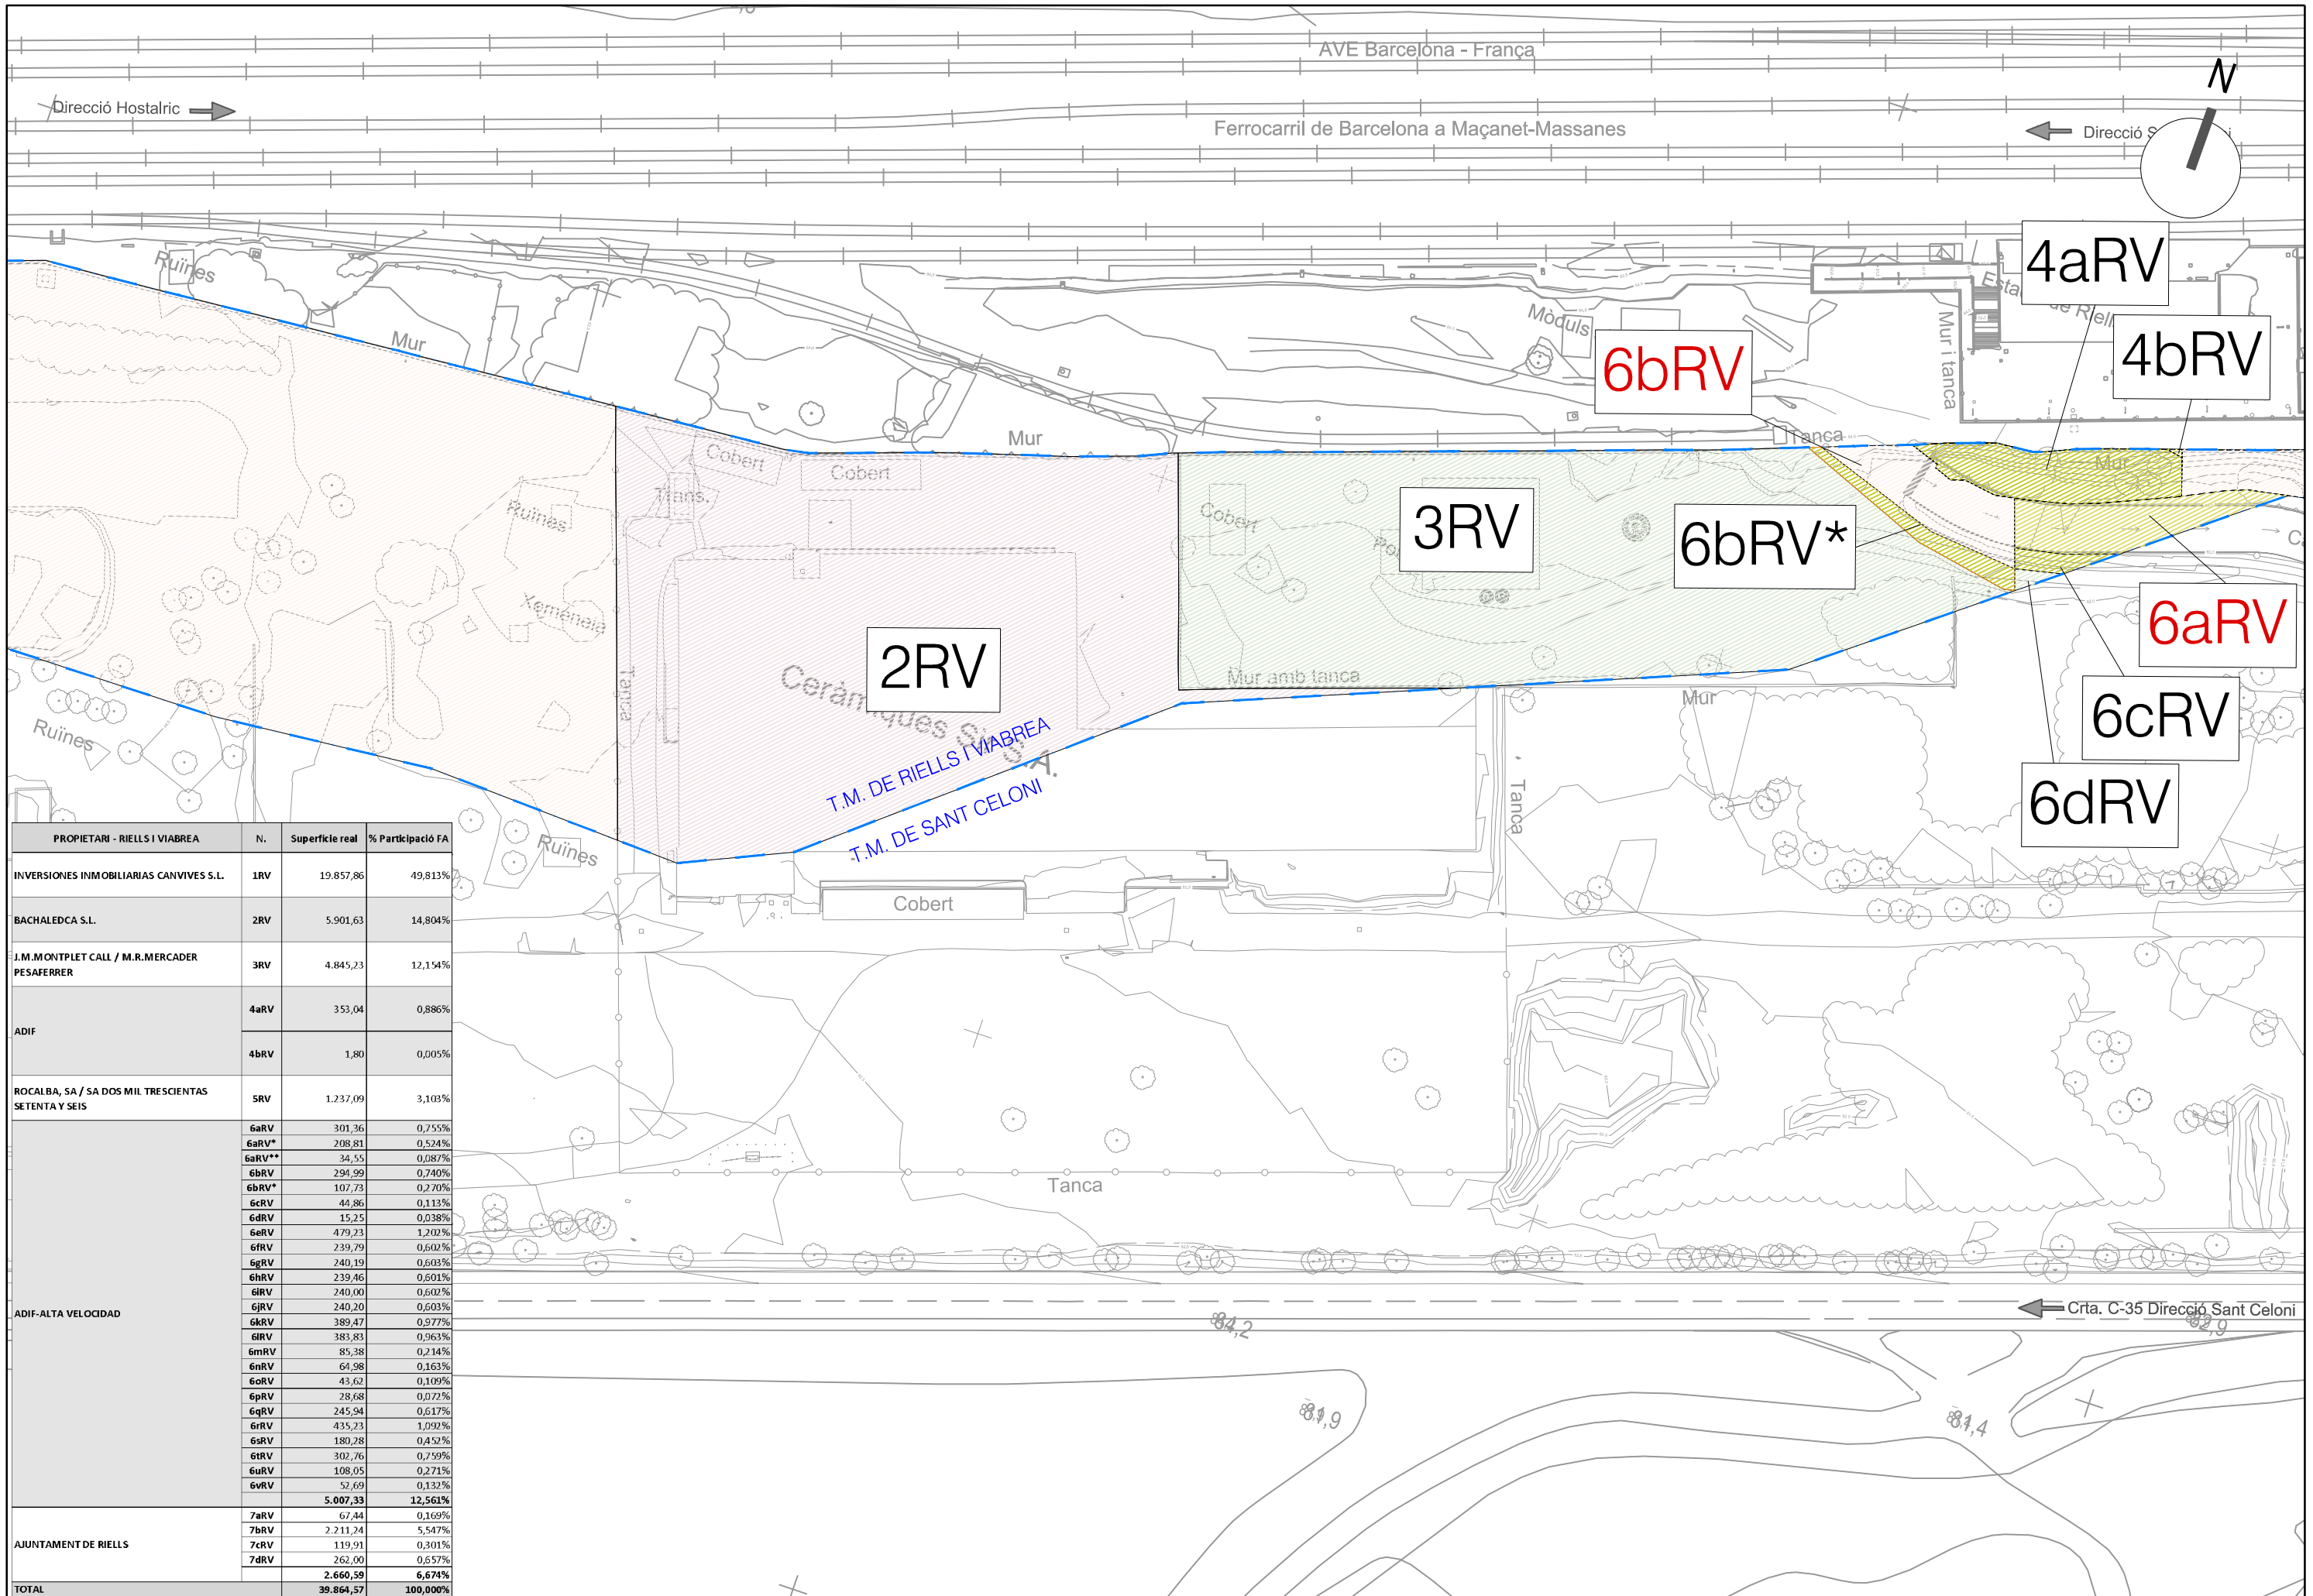 AVE Barcelona - França
N
Direcció Hostalric
Ferrocarril de Barcelona a Maçanet-Massanes
Direcció S
4aRV
Ruïnes
Mòduls
Mur i tanca
4bRV
Mur
6bRV
Mur
Tanca
Cobert
Cobert
Mur
Trans.
Ruïnes
Cobert
3RV
6bRV*
Xemeneia
6aRV
2RV
Mur amb tanca
Tanca
Ceràmiques
S.A.
Mur
6cRV
Ruïnes
T.M. DE RIELLS I VIABREA
T.M. DE SANT CELONI
Tanca
6dRV
Ruïnes
Cobert
Tanca
Crta. C-35 Direcció Sant Celoni
84,2
82,9
81,9
81,4
PROPIETARI - RIELLS I VIABREA N. Superfície real % Participació FA
INVERSIONES INMOBILIARIAS CANVIVES S.L. 1RV 19.857,86 49,813%
BACHALEDCA S.L. 2RV 5.901,63 14,804%
J.M.MONTPLET CALL / M.R.MERCADER
PESAFERRER 3RV 4.845,23 12,154%
ADIF
4aRV 353,04 0,886%
4bRV 1,80 0,005%
ROCALBA, SA / SA DOS MIL TRESCIENTAS
SETENTA Y SEIS 5RV 1.237,09 3,103%
ADIF-ALTA VELOCIDAD
6aRV 301,36 0,755%
6aRV* 208,81 0,524%
6aRV** 34,55 0,087%
6bRV 294,99 0,740%
6bRV* 107,73 0,270%
6cRV 44,86 0,113%
6dRV 15,25 0,038%
6eRV 479,23 1,202%
6fRV 239,79 0,602%
6gRV 240,19 0,603%
6hRV 239,46 0,601%
6iRV 240,00 0,602%
6jRV 240,20 0,603%
6kRV 389,47 0,977%
6lRV 383,83 0,963%
6mRV 85,38 0,214%
6nRV 64,98 0,163%
6oRV 43,62 0,109%
6pRV 28,68 0,072%
6qRV 245,94 0,617%
6rRV 435,23 1,092%
6sRV 180,28 0,452%
6tRV 302,76 0,759%
6uRV 108,05 0,271%
6vRV 52,69 0,132%
5.007,33 12,561%
AJUNTAMENT DE RIELLS
7aRV 67,44 0,169%
7bRV 2.211,24 5,547%
7cRV 119,91 0,301%
7dRV 262,00 0,657%
2.660,59 6,674%
TOTAL 39.864,57 100,000%